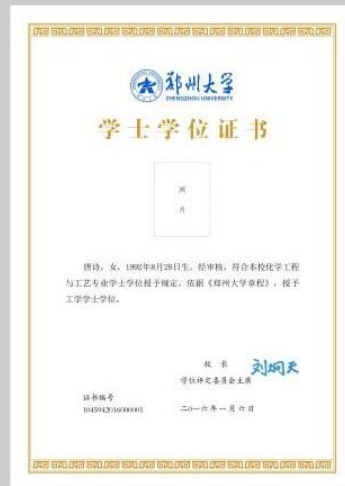 郑州大学
ZHENGZHOU UNIVERSITY
学士学位证书
照
片
唐诗，女，1992年8月28日生。经审核，符合本校化学工程
与工艺专业学士学位授予规定，依据《郑州大学章程》，授予
工学学士学位。
校 长 刘炯天
学位评定委员会主席
证书编号
1045942016000001
二〇一六年一月六日